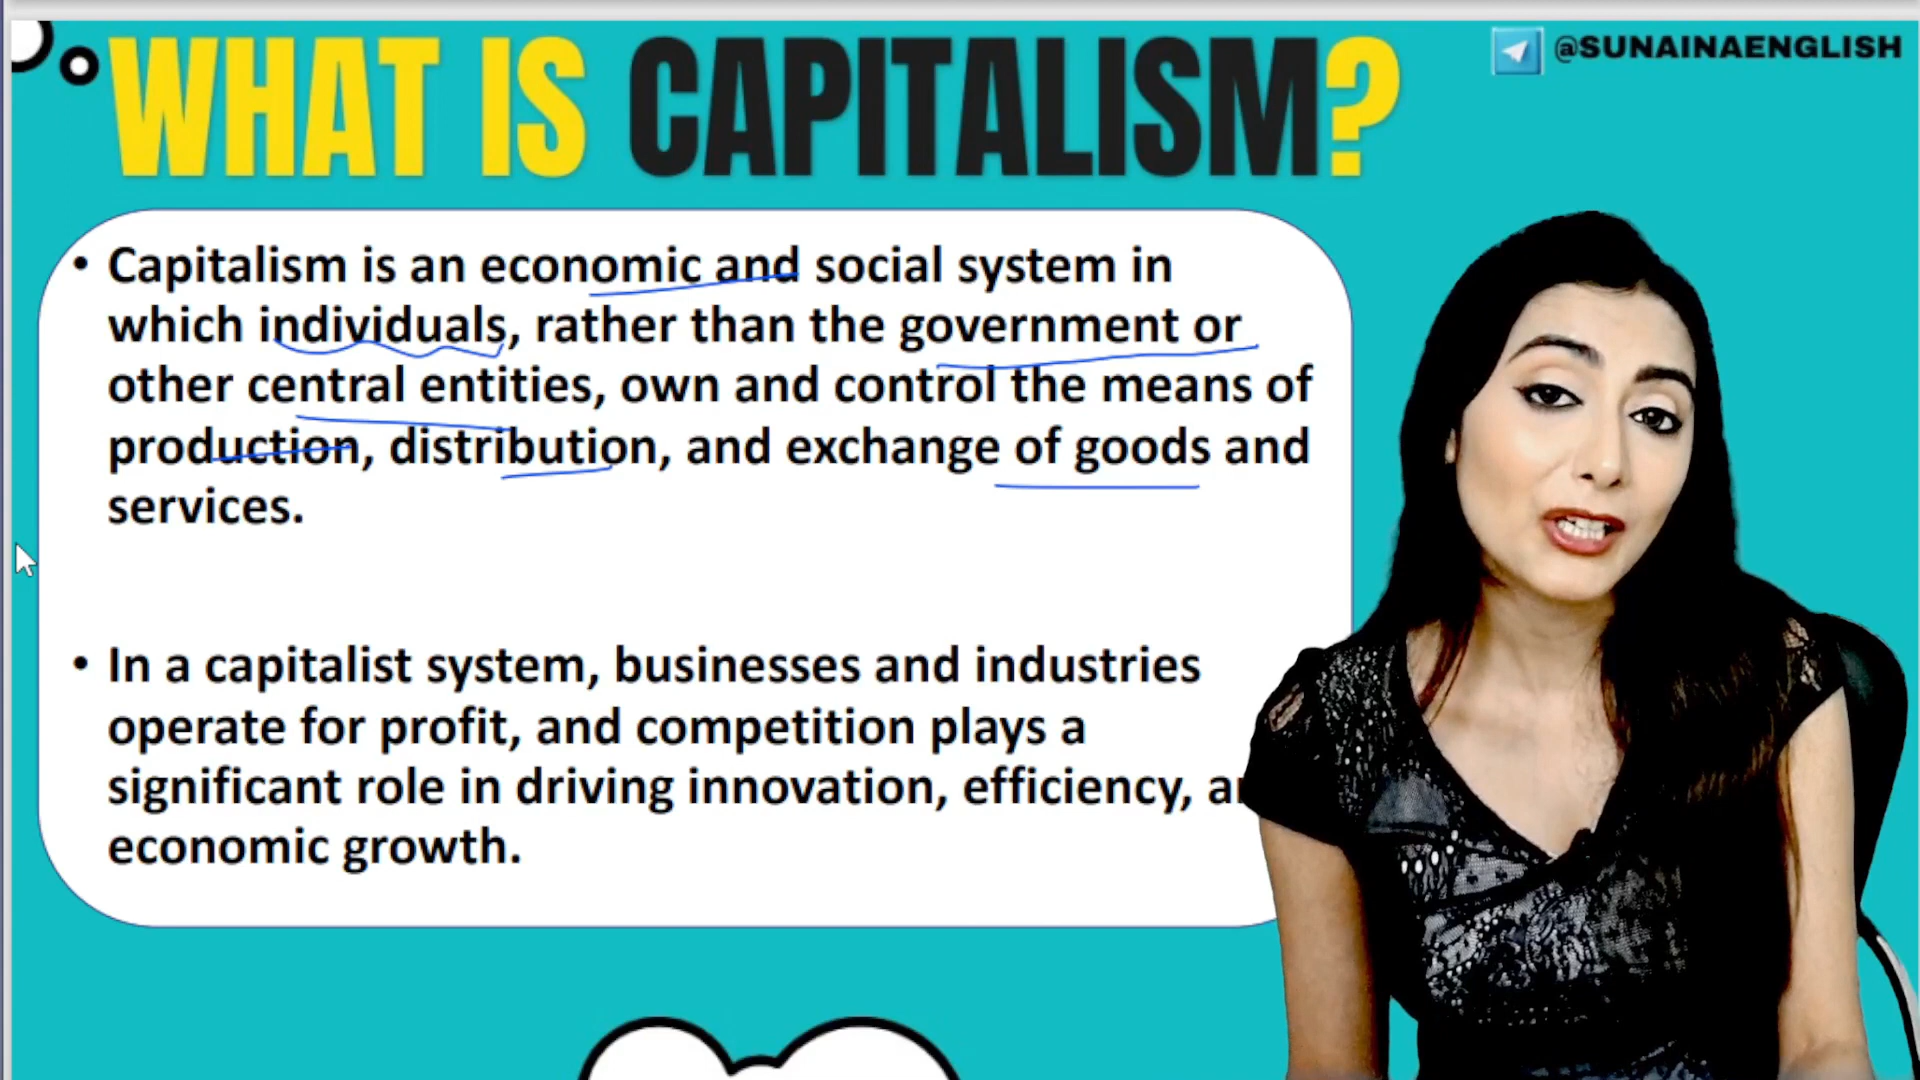 WHAT IS CAPITALISM?
@SUNAINAENGLISH
• Capitalism is an economic and social system in
which individuals, rather than the government or
other central entities, own and control the means of
production, distribution, and exchange of goods and
services.
• In a capitalist system, businesses and industries
operate for profit, and competition plays a
significant role in driving innovation, efficiency,
economic growth.